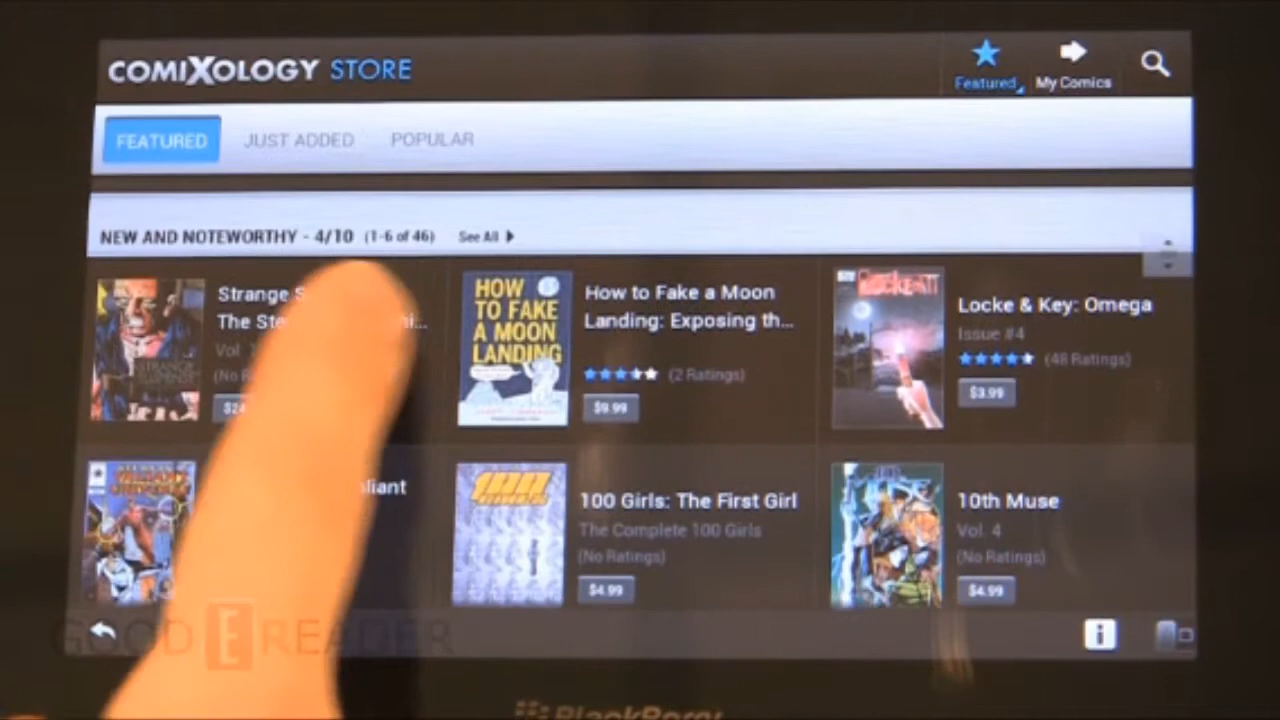 COMIXOLOGY STORE
Featured
My Comics
FEATURED
JUST ADDED
POPULAR
NEW AND NOTEWORTHY - 4/10 (1-6 of 46) See All
Strange
The
Vol.
(No
HOW
TO FAKE
A MOON
LANDING
How to Fake a Moon
Landing: Exposing th...
(2 Ratings)
$9.99
Locke & Key: Omega
Issue #4
(48 Ratings)
$3.99
100
100 Girls: The First Girl
The Complete 100 Girls
(No Ratings)
$4.99
10th Muse
Vol. 4
(No Ratings)
$4.99
GOOD E READER
BlackBerry